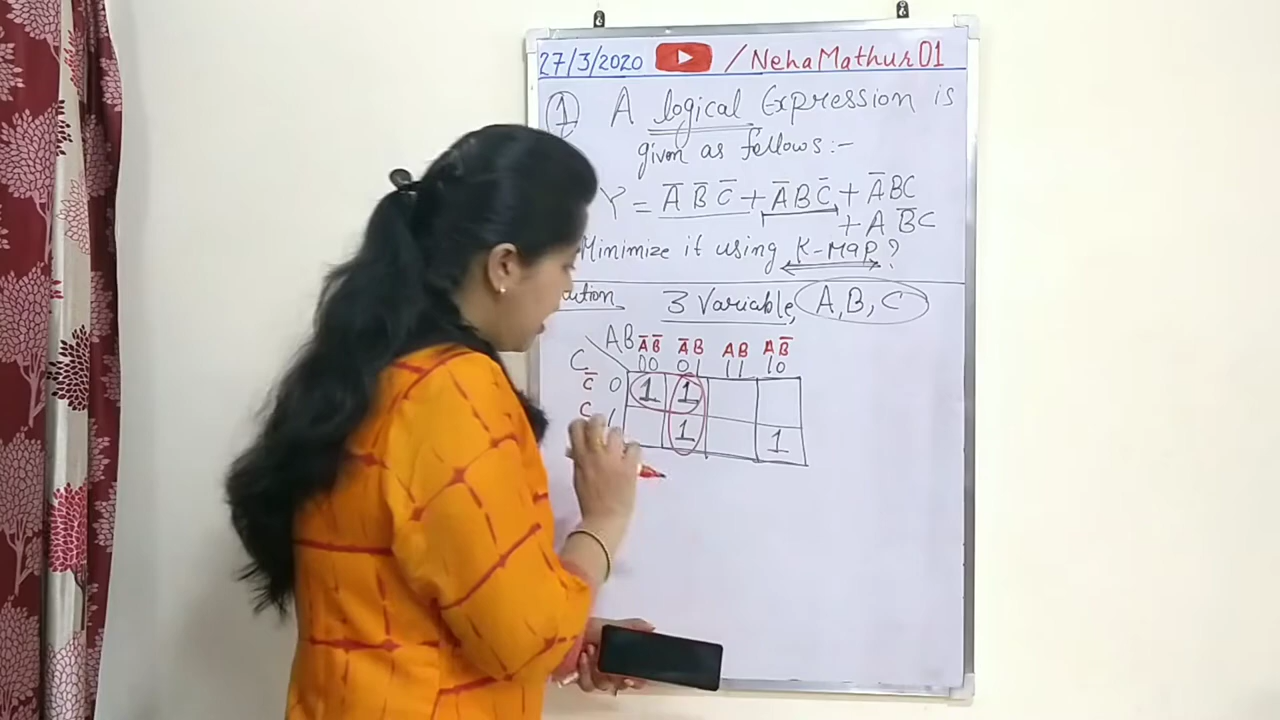 27/3/2020 /NehaMathur01
1 A logical Expression is
given as follows:-
Y = A̅ B̅ C̅ + A̅ B C̅ + A̅ B C
+ A B̅ C
Minimize it using K-Map?
ution 3 Variable, A, B, C
AB A̅B̅ A̅B AB AB̅
C 00 01 11 10
C̅ 0 1 1
C 1 1 1